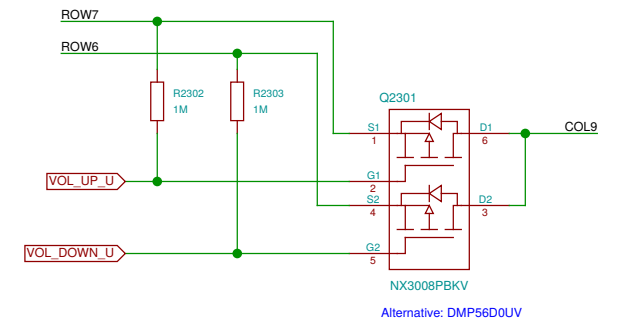 ROW7
ROW6
R2302
1M
R2303
1M
Q2301
S1
1
D1
6
COL9
G1
2
VOL_UP_U
S2
4
D2
3
G2
5
VOL_DOWN_U
NX3008PBKV
Alternative: DMP56D0UV